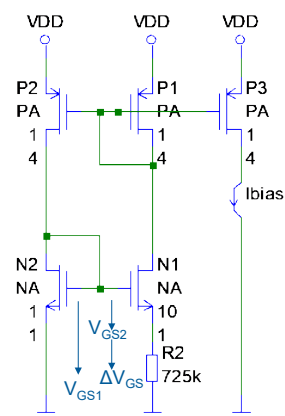 VDD VDD VDD
P2 P1 P3
PA PA PA
1 1 1
4 4 4
Ibias
N2 N1
NA NA
1 10
1 1
VGS2
R2
ΔVGS 725k
VGS1